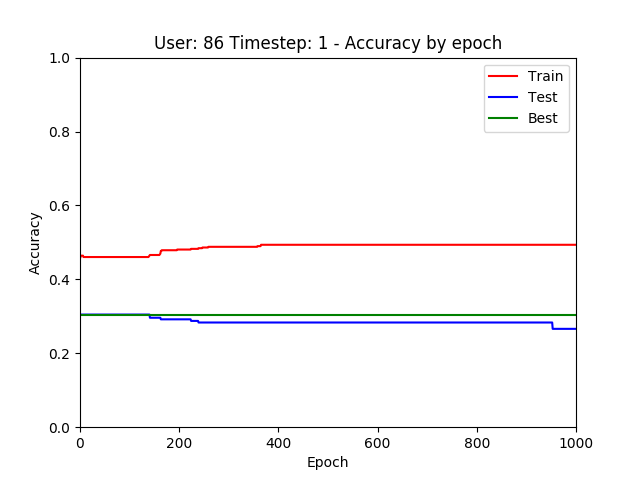 User: 86 Timestep: 1 - Accuracy by epoch
1.0
0.8
0.6
0.4
0.2
0.0
Accuracy
Train
Test
Best
0 200 400 600 800 1000
Epoch